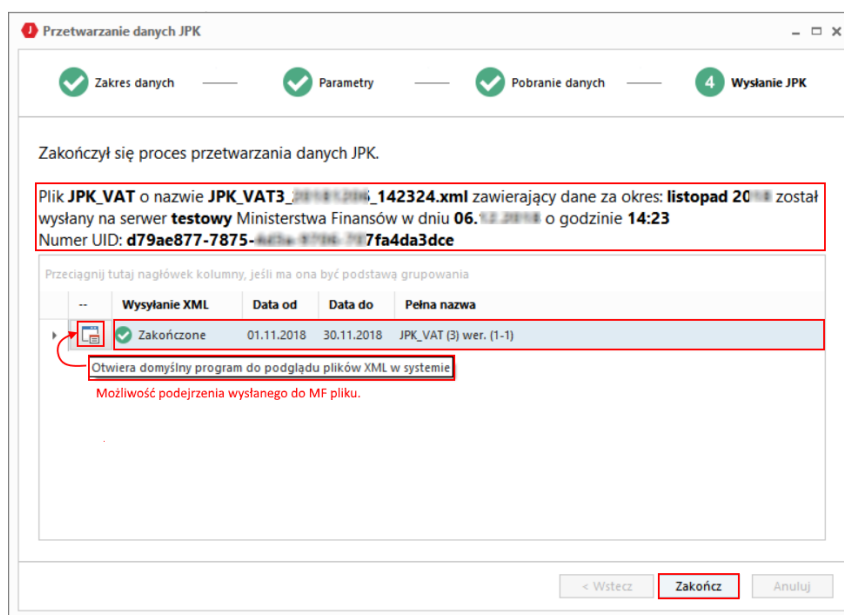 J Przetwarzanie danych JPK
Zakres danych Parametry Pobranie danych 4 Wysłanie JPK
Zakończył się proces przetwarzania danych JPK.
Plik JPK_VAT o nazwie JPK_VAT3_ _142324.xml zawierający dane za okres: listopad 20 został
wysłany na serwer testowy Ministerstwa Finansów w dniu 06. o godzinie 14:23
Numer UID: d79ae877-7875- 7fa4da3dce
Przeciągnij tutaj nagłówek kolumny, jeśli ma ona być podstawą grupowania
-- Wysyłanie XML Data od Data do Pełna nazwa
Zakończone 01.11.2018 30.11.2018 JPK_VAT (3) wer. (1-1)
Otwiera domyślny program do podglądu plików XML w systemie
Możliwość podejrzenia wysłanego do MF pliku.
< Wstecz Zakończ Anuluj